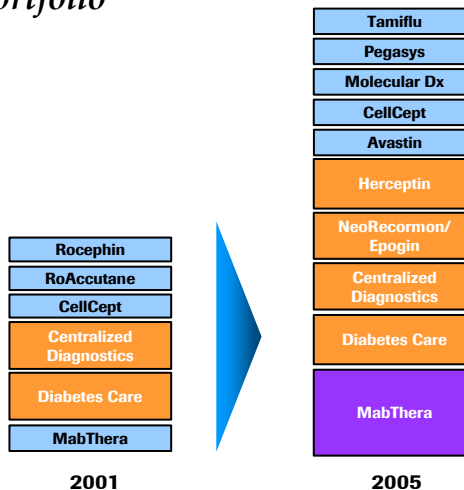 Tamiflu
Pegasys
Molecular Dx
CellCept
Avastin
Herceptin
NeoRecormon/
Epogin
Centralized
Diagnostics
Diabetes Care
MabThera
2005
Rocephin
RoAccutane
CellCept
Centralized
Diagnostics
Diabetes Care
MabThera
2001